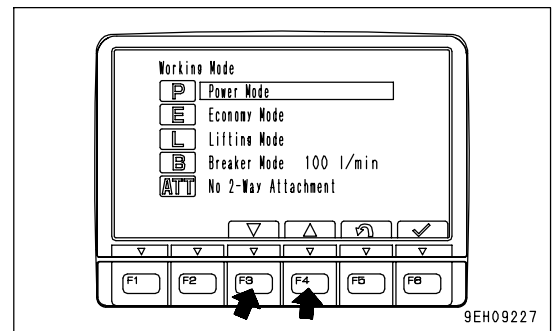 Working Mode
P Power Mode
E Economy Mode
L Lifting Mode
B Breaker Mode 100 l/min
ATT No 2-Way Attachment
F1 F2 F3 F4 F5 F6
9EH09227